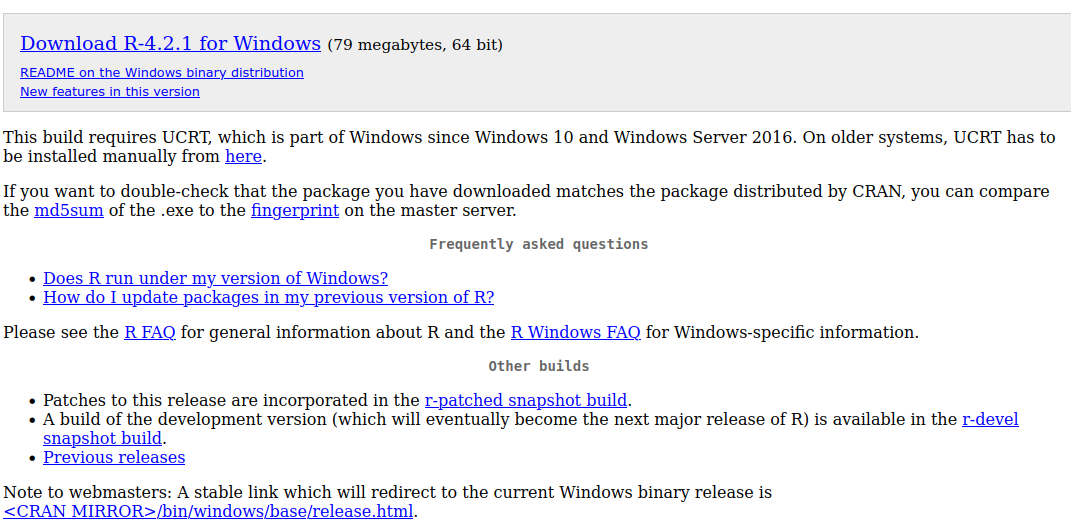 Download R-4.2.1 for Windows (79 megabytes, 64 bit)
README on the Windows binary distribution
New features in this version
This build requires UCRT, which is part of Windows since Windows 10 and Windows Server 2016. On older systems, UCRT has to
be installed manually from here.
If you want to double-check that the package you have downloaded matches the package distributed by CRAN, you can compare
the md5sum of the .exe to the fingerprint on the master server.
Frequently asked questions
• Does R run under my version of Windows?
• How do I update packages in my previous version of R?
Please see the R FAQ for general information about R and the R Windows FAQ for Windows-specific information.
Other builds
• Patches to this release are incorporated in the r-patched snapshot build.
• A build of the development version (which will eventually become the next major release of R) is available in the r-devel
snapshot build.
• Previous releases
Note to webmasters: A stable link which will redirect to the current Windows binary release is
<CRAN MIRROR>/bin/windows/base/release.html.